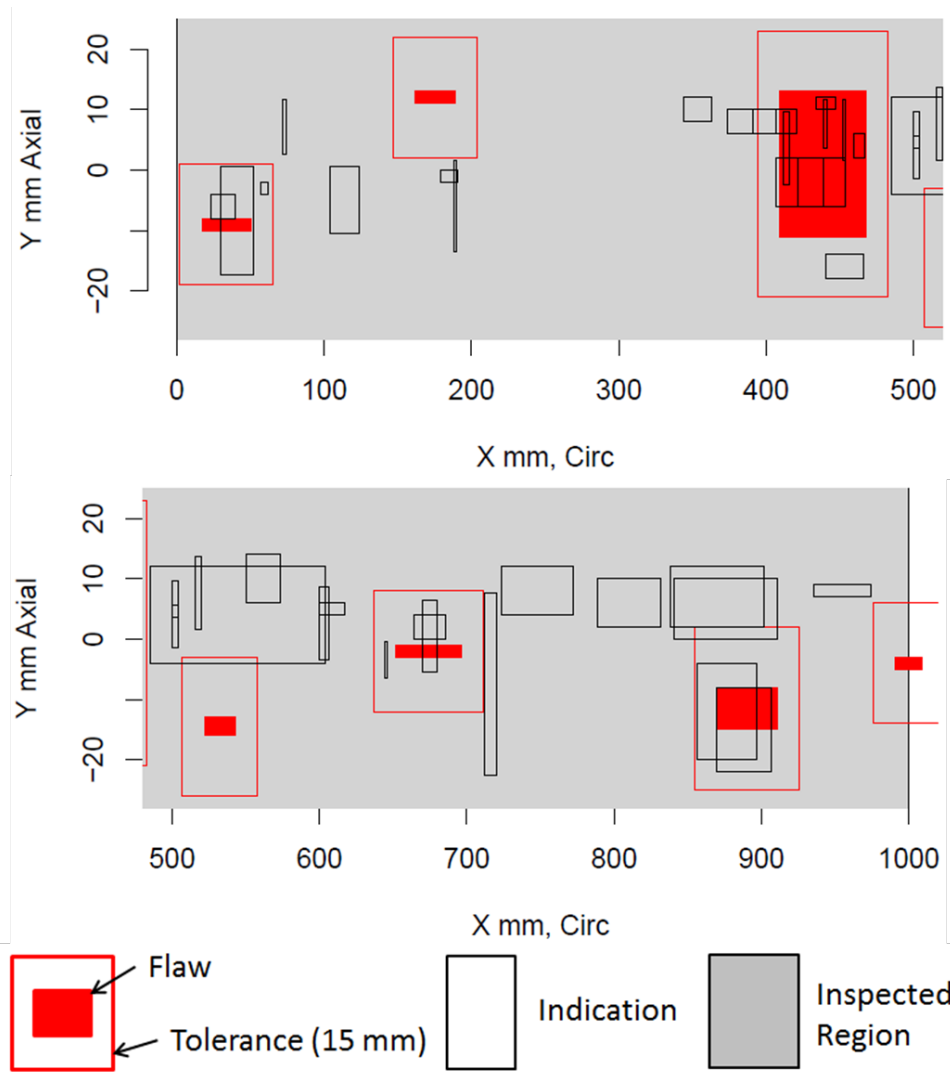 Y mm Axial
20
10
0
−20
0
100
200
300
400
500
X mm, Circ
Y mm Axial
20
10
0
−20
500
600
700
800
900
1000
X mm, Circ
Flaw
Tolerance (15 mm)
Indication
Inspected
Region